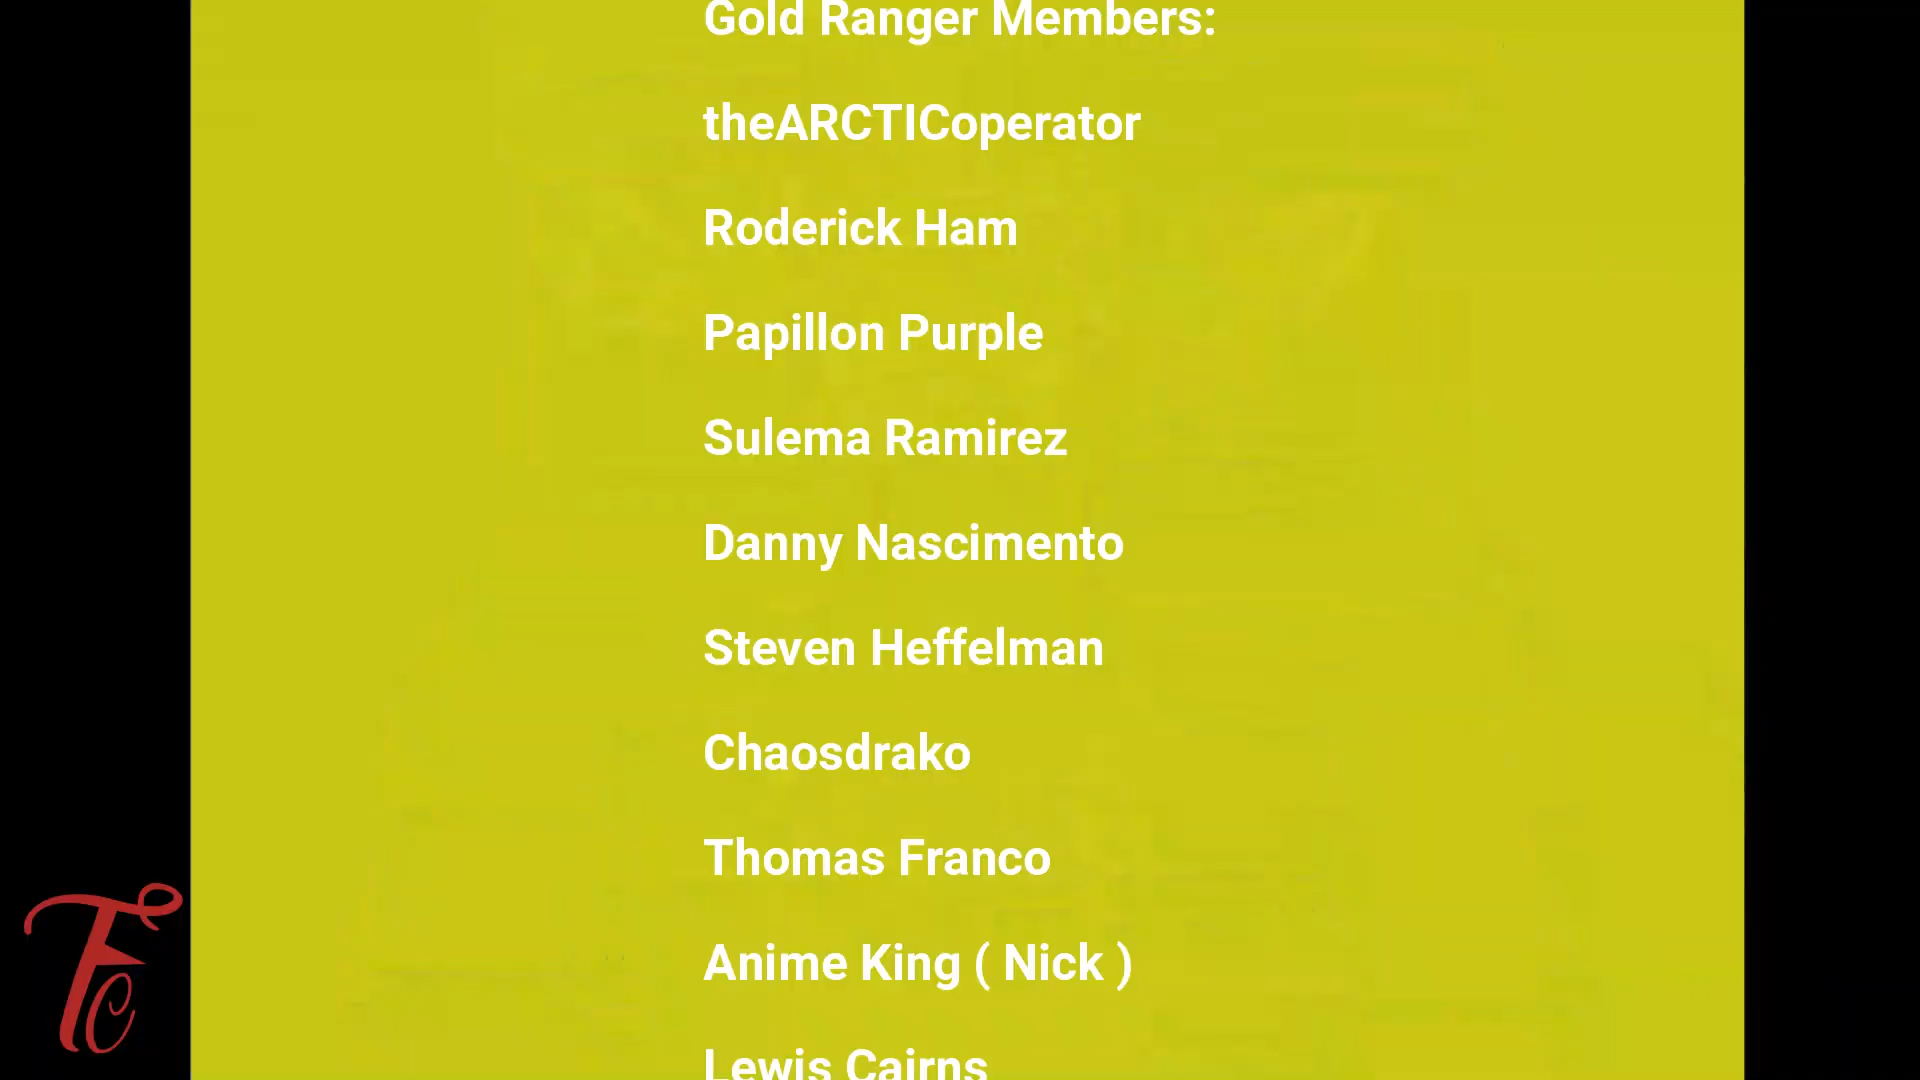 Gold Ranger Members:
theARCTICoperator
Roderick Ham
Papillon Purple
Sulema Ramirez
Danny Nascimento
Steven Heffelman
Chaosdrako
Thomas Franco
Anime King ( Nick )
Lewis Cairns
TFC